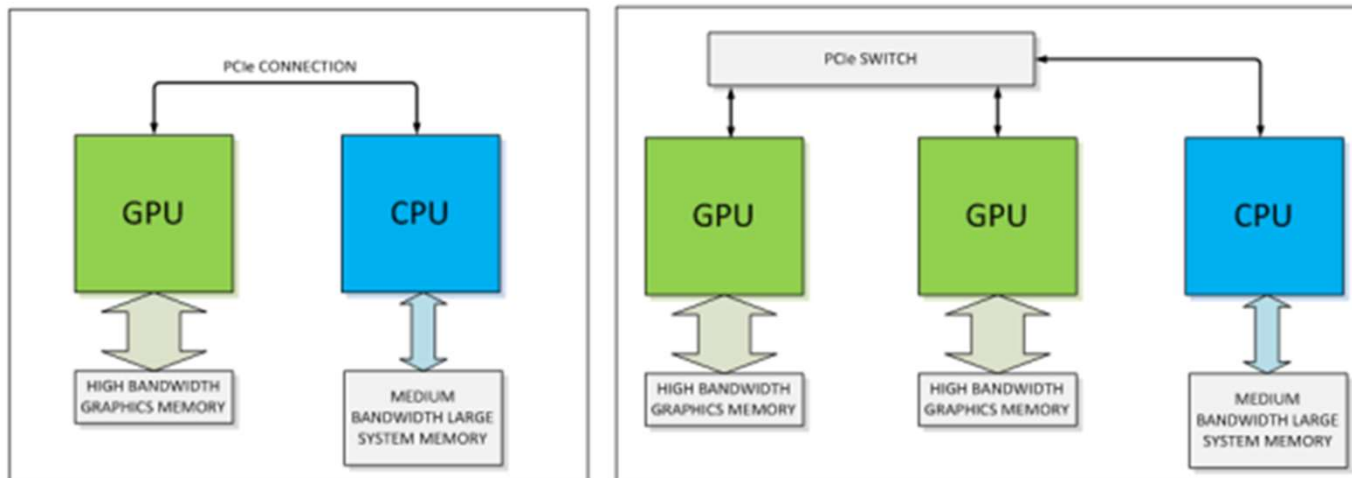 PCIe CONNECTION
GPU
CPU
HIGH BANDWIDTH
GRAPHICS MEMORY
MEDIUM
BANDWIDTH LARGE
SYSTEM MEMORY
PCIe SWITCH
GPU
GPU
CPU
HIGH BANDWIDTH
GRAPHICS MEMORY
HIGH BANDWIDTH
GRAPHICS MEMORY
MEDIUM
BANDWIDTH LARGE
SYSTEM MEMORY